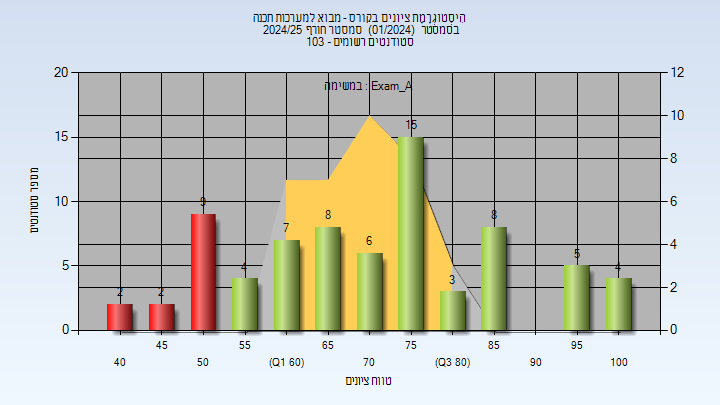 היסטוגרמת ציונים בקורס - מבוא למערכות תכנה
בסמסטר (01/2024) סמסטר חורף 2024/25
סטודנטים רשומים - 103
במשימה : Exam_A
מספר סטודנטים
20 15 10 5 0
12 10 8 6 4 2 0
2 2 9 4 7 8 6 15 3 8 5 4
45 55 65 75 85 95
40 50 (Q1 60) 70 (Q3 80) 90 100
טווח ציונים